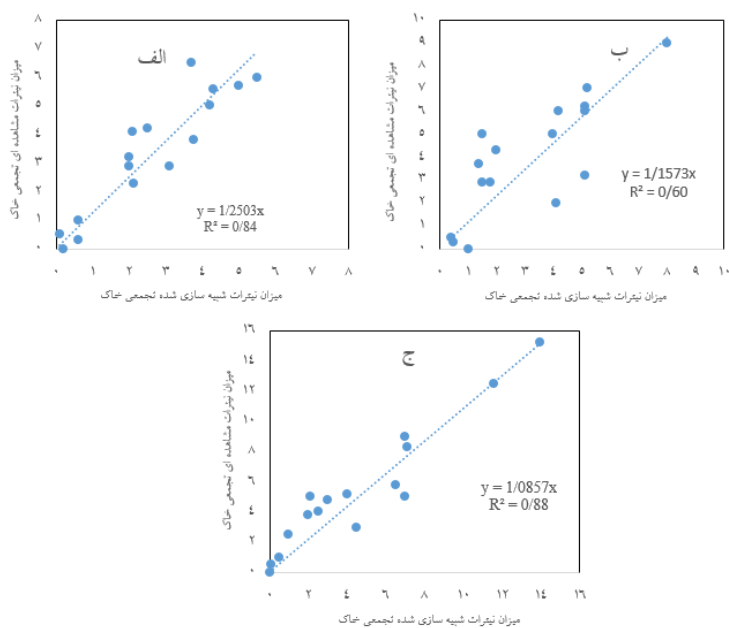 الف
میزان نیترات مشاهده ای تجمعی خاک
۸
۷
۶
۵
۴
۳
۲
۱
۰
y = 1/2503x
R² = 0/84
۰ ۱ ۲ ۳ ۴ ۵ ۶ ۷ ۸
میزان نیترات شبیه سازی شده تجمعی خاک
ب
میزان نیترات مشاهده ای تجمعی خاک
۱۰
۹
۸
۷
۶
۵
۴
۳
۲
۱
۰
y = 1/1573x
R² = 0/60
۰ ۱ ۲ ۳ ۴ ۵ ۶ ۷ ۸ ۹ ۱۰
میزان نیترات شبیه سازی شده تجمعی خاک
ج
میزان نیترات مشاهده ای تجمعی خاک
۱۶
۱۴
۱۲
۱۰
۸
۶
۴
۲
۰
y = 1/0857x
R² = 0/88
۰ ۲ ۴ ۶ ۸ ۱۰ ۱۲ ۱۴ ۱۶
میزان نیترات شبیه سازی شده تجمعی خاک